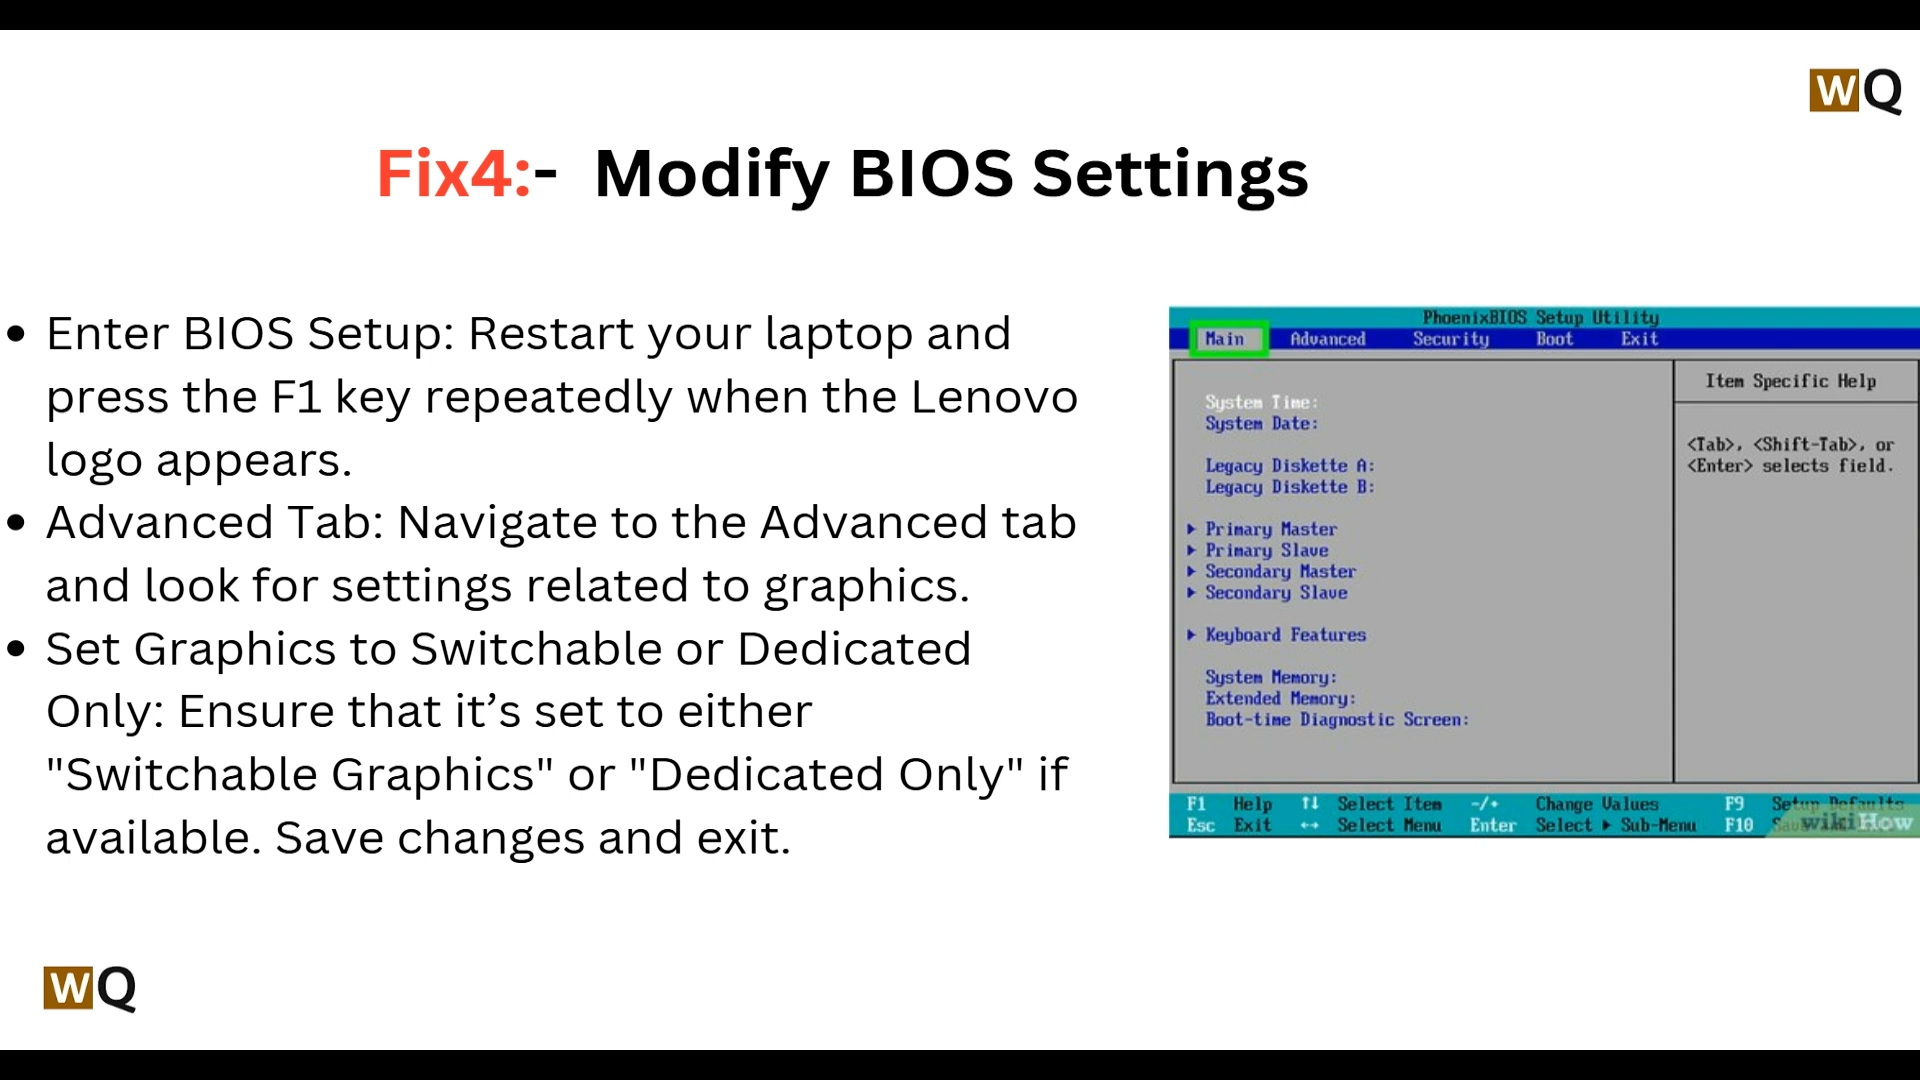 WQ
Fix4:- Modify BIOS Settings
• Enter BIOS Setup: Restart your laptop and
press the F1 key repeatedly when the Lenovo
logo appears.
• Advanced Tab: Navigate to the Advanced tab
and look for settings related to graphics.
• Set Graphics to Switchable or Dedicated
Only: Ensure that it’s set to either
"Switchable Graphics" or "Dedicated Only" if
available. Save changes and exit.
PhoenixBIOS Setup Utility
Main Advanced Security Boot Exit
Item Specific Help
System Time:
System Date:
<Tab>, <Shift-Tab>, or
<Enter> selects field.
Legacy Diskette A:
Legacy Diskette B:
Primary Master
Primary Slave
Secondary Master
Secondary Slave
Keyboard Features
System Memory:
Extended Memory:
Boot-time Diagnostic Screen:
F1 Help ↑↓ Select Item -/+ Change Values F9 Setup Defaults
Esc Exit ↔ Select Menu Enter Select ▶ Sub-Menu F10
wikiHow
WQ